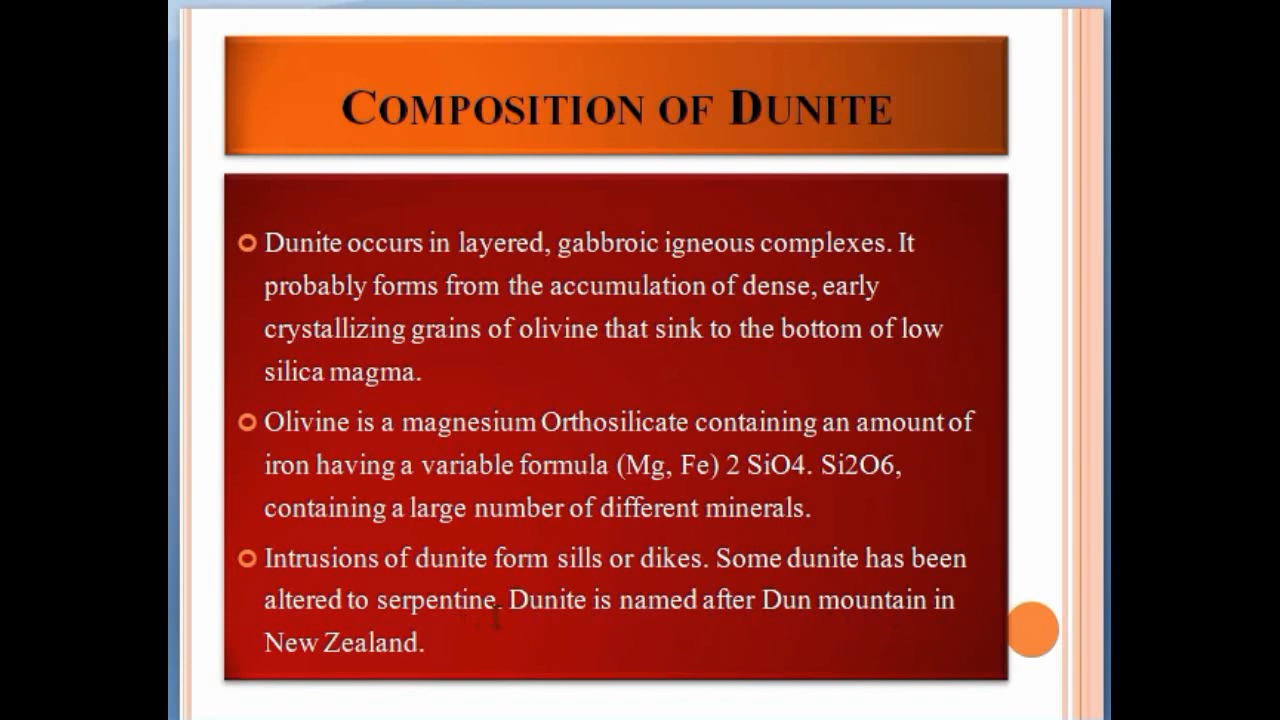 COMPOSITION OF DUNITE
Dunite occurs in layered, gabbroic igneous complexes. It
probably forms from the accumulation of dense, early
crystallizing grains of olivine that sink to the bottom of low
silica magma.
Olivine is a magnesium Orthosilicate containing an amount of
iron having a variable formula (Mg, Fe) 2 SiO4. Si2O6,
containing a large number of different minerals.
Intrusions of dunite form sills or dikes. Some dunite has been
altered to serpentine. Dunite is named after Dun mountain in
New Zealand.